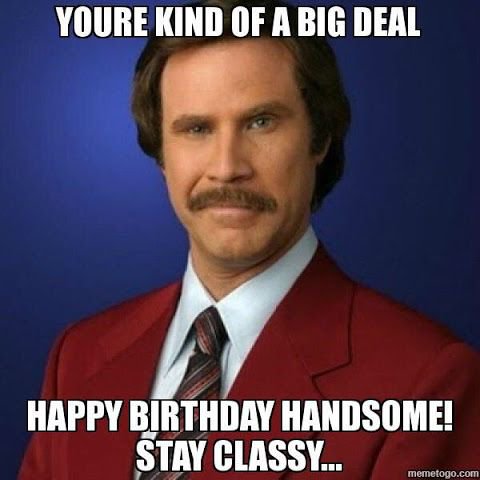 YOURE KIND OF A BIG DEAL
HAPPY BIRTHDAY HANDSOME!
STAY CLASSY...
memetogo.com